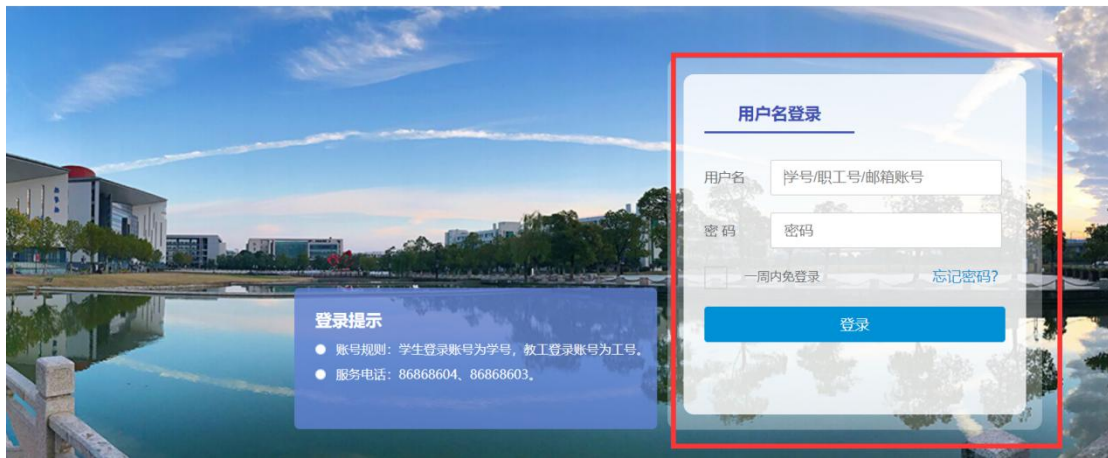 用户名登录
用户名 学号/职工号/邮箱账号
密 码 密码
一周内免登录 忘记密码?
登录
登录提示
账号规则：学生登录账号为学号，教工登录账号为工号。
服务电话：86868604、86868603。